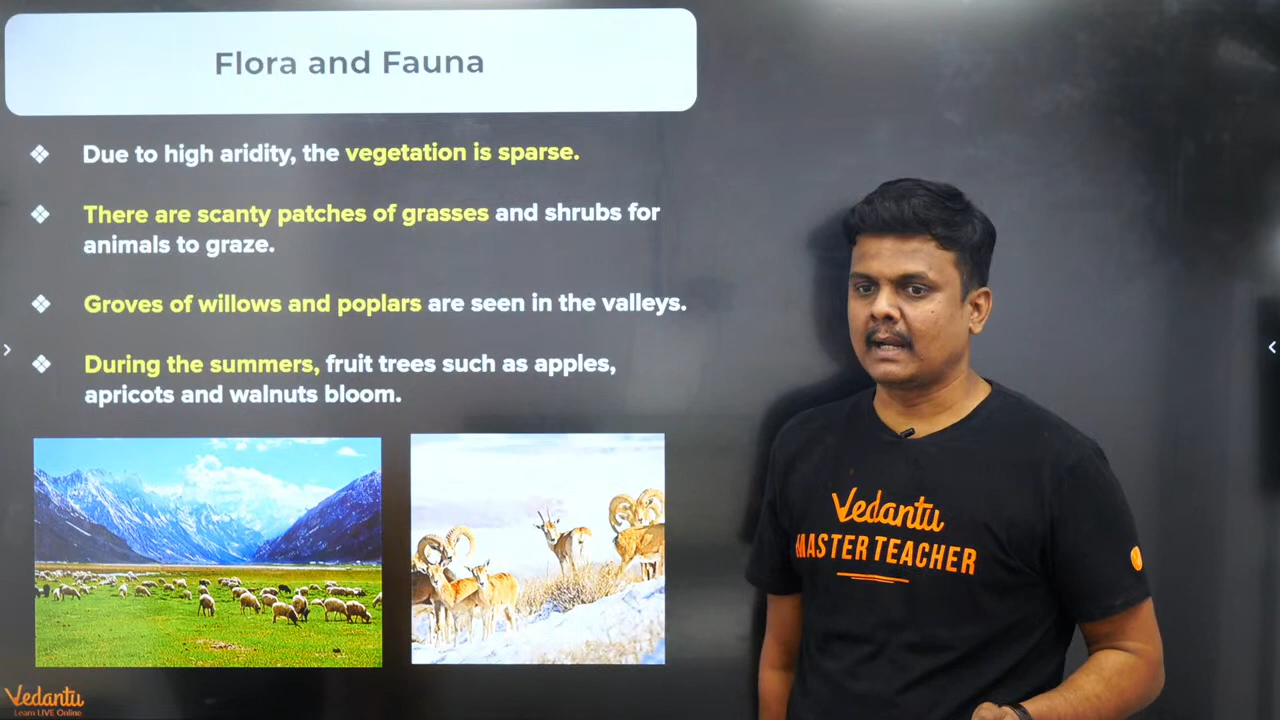 Flora and Fauna
❖ Due to high aridity, the vegetation is sparse.
❖ There are scanty patches of grasses and shrubs for
animals to graze.
❖ Groves of willows and poplars are seen in the valleys.
❖ During the summers, fruit trees such as apples,
apricots and walnuts bloom.
Vedantu
MASTER TEACHER
Vedantu
Learn LIVE Online